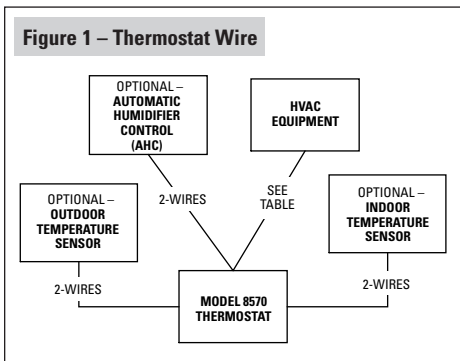 Figure 1 – Thermostat Wire
OPTIONAL –
AUTOMATIC
HUMIDIFIER
CONTROL
(AHC)
HVAC
EQUIPMENT
OPTIONAL –
OUTDOOR
TEMPERATURE
SENSOR
2-WIRES
SEE
TABLE
OPTIONAL –
INDOOR
TEMPERATURE
SENSOR
2-WIRES
MODEL 8570
THERMOSTAT
2-WIRES